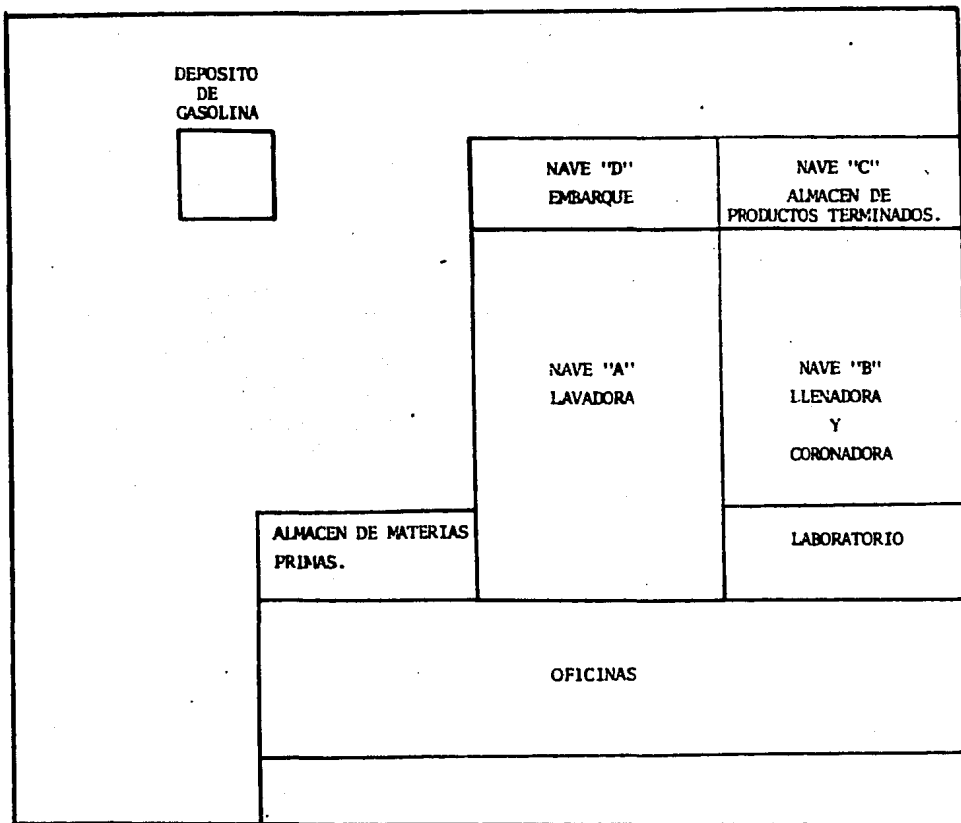 DEPOSITO
DE
GASOLINA
NAVE "D"
EMBARQUE
NAVE "C"
ALMACEN DE
PRODUCTOS TERMINADOS.
NAVE "A"
LAVADORA
NAVE "B"
LLENADORA
Y
CORONADORA
ALMACEN DE MATERIAS
PRIMAS.
LABORATORIO
OFICINAS